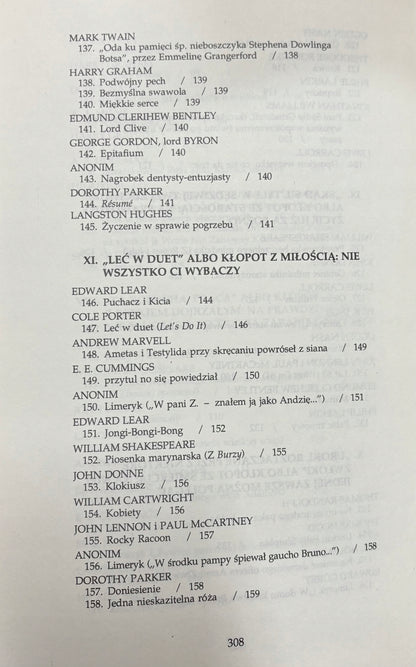 MARK TWAIN
137. „Oda ku pamięci śp. nieboszczyka Stephena Dowlinga
Botsa", przez Emmelinę Grangerford / 138
HARRY GRAHAM
138. Podwójny pech / 139
139. Bezmyślna swawola / 139
140. Miękkie serce / 139
EDMUND CLERIHEW BENTLEY
141. Lord Clive / 140
GEORGE GORDON, lord BYRON
142. Epitafium / 140
ANONIM
143. Nagrobek dentysty-entuzjasty / 140
DOROTHY PARKER
144. Résumé / 141
LANGSTON HUGHES
145. Życzenie w sprawie pogrzebu / 141
XI. „LEĆ W DUET" ALBO KŁOPOT Z MIŁOŚCIĄ: NIE
WSZYSTKO CI WYBACZY
EDWARD LEAR
146. Puchacz i Kicia / 144
COLE PORTER
147. Leć w duet (Let's Do It) / 146
ANDREW MARVELL
148. Ametas i Testylida przy skręcaniu powróseł z siana / 149
E. E. CUMMINGS
149. przytul no się powiedział / 150
ANONIM
150. Limeryk („W pani Z. – znałem ją jako Andzię...") / 151
EDWARD LEAR
151. Jongi-Bongi-Bong / 152
WILLIAM SHAKESPEARE
152. Piosenka marynarska (Z Burzy) / 155
JOHN DONNE
153. Klokiusz / 156
WILLIAM CARTWRIGHT
154. Kobiety / 156
JOHN LENNON i PAUL McCARTNEY
155. Rocky Racoon / 157
ANONIM
156. Limeryk („W środku pampy śpiewał gaucho Bruno...") / 158
DOROTHY PARKER
157. Doniesienie / 158
158. Jedna nieskazitelna róża / 159
308